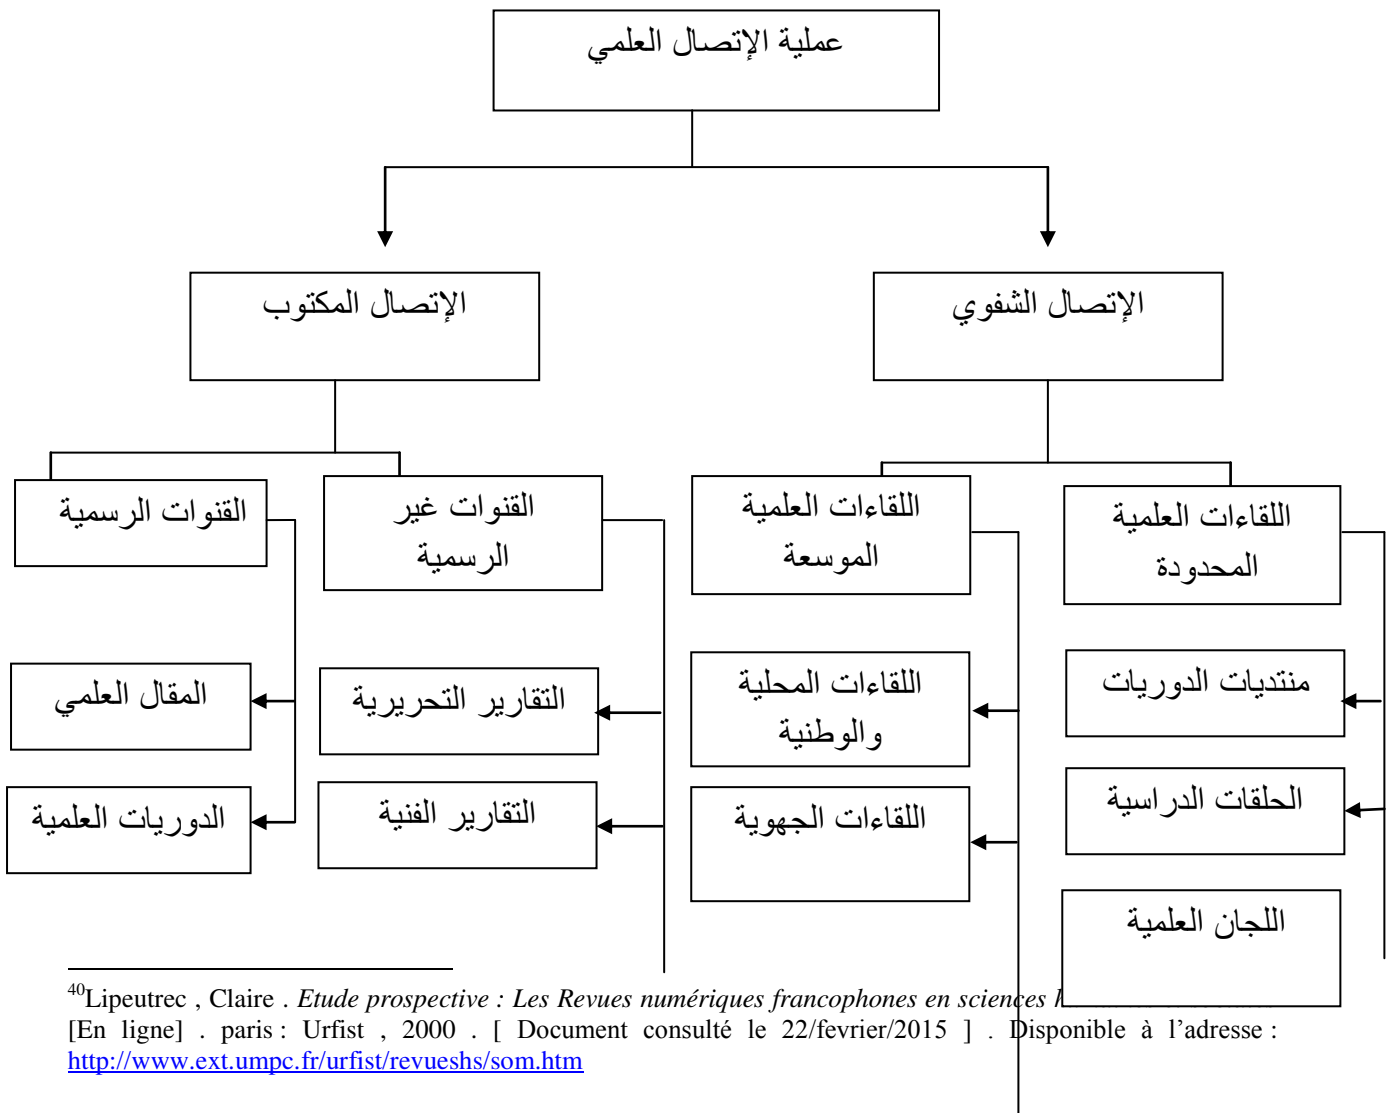 عملية الإتصال العلمي
الإتصال الشفوي
الإتصال المكتوب
اللقاءات العلمية
المحدودة
اللقاءات العلمية
الموسعة
القنوات غير
الرسمية
القنوات الرسمية
منتديات الدوريات
اللقاءات المحلية
والوطنية
التقارير التحريرية
المقال العلمي
الحلقات الدراسية
اللقاءات الجهوية
التقارير الفنية
الدوريات العلمية
اللجان العلمية
40Lipeutrec , Claire . Etude prospective : Les Revues numériques francophones en sciences
[En ligne] . paris : Urfist , 2000 . [ Document consulté le 22/fevrier/2015 ] . Disponible à l’adresse :
http://www.ext.umpc.fr/urfist/revueshs/som.htm